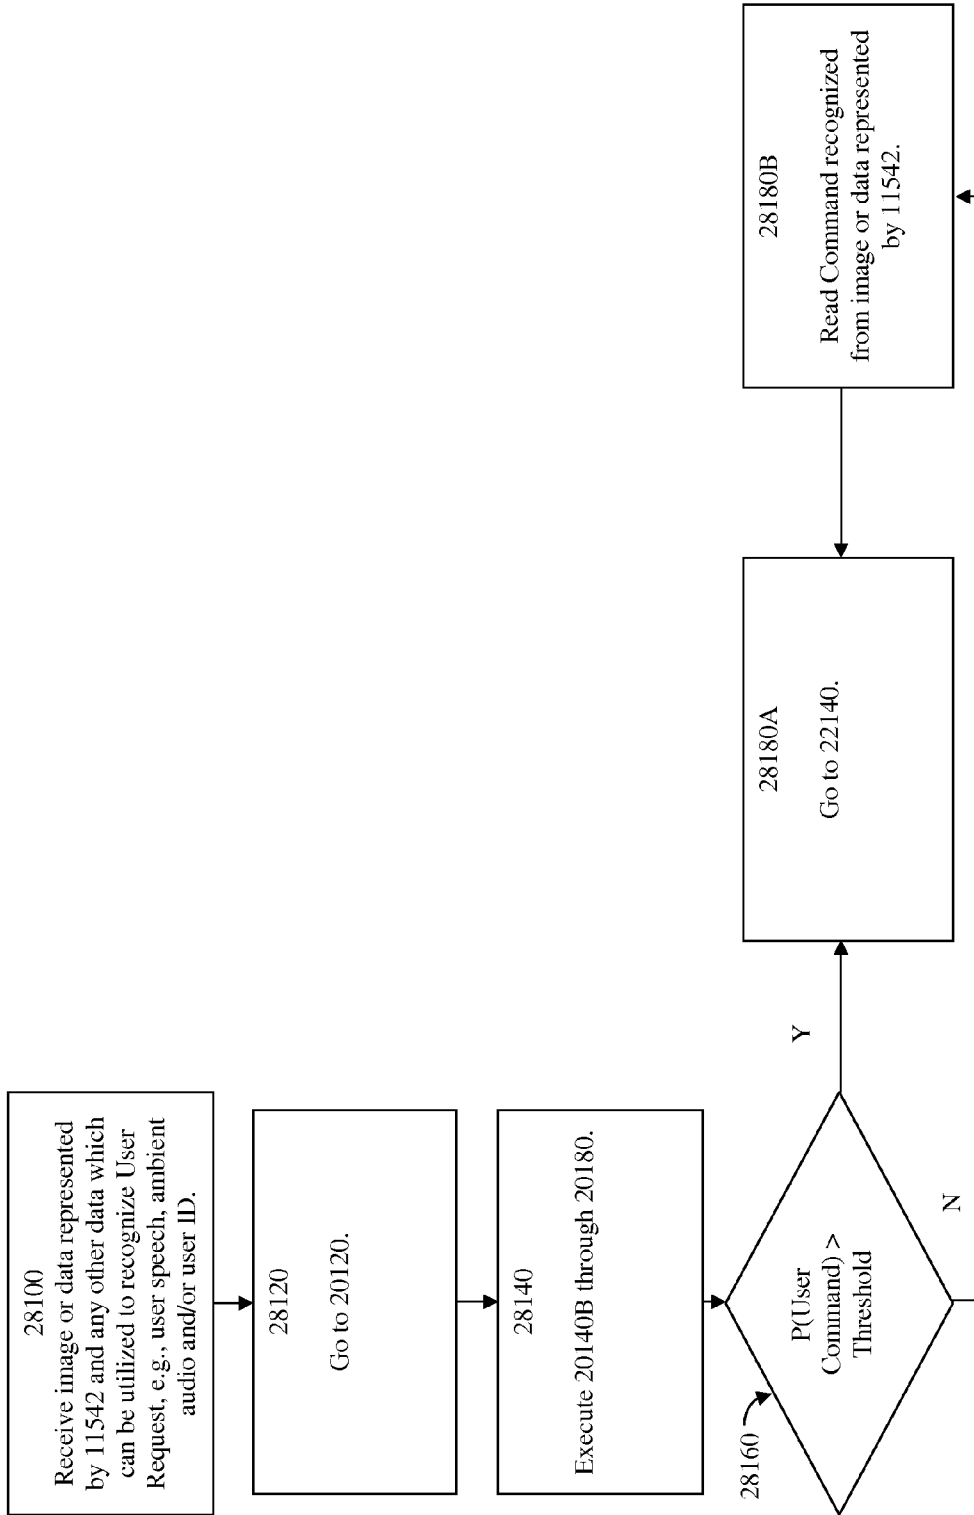 28100
Receive image or data represented
by 11542 and any other data which
can be utilized to recognize User
Request, e.g., user speech, ambient
audio and/or user ID.
28120
Go to 20120.
28140
Execute 20140B through 20180.
28160
P(User
Command) >
Threshold
Y
N
28180A
Go to 22140.
28180B
Read Command recognized
from image or data represented
by 11542.